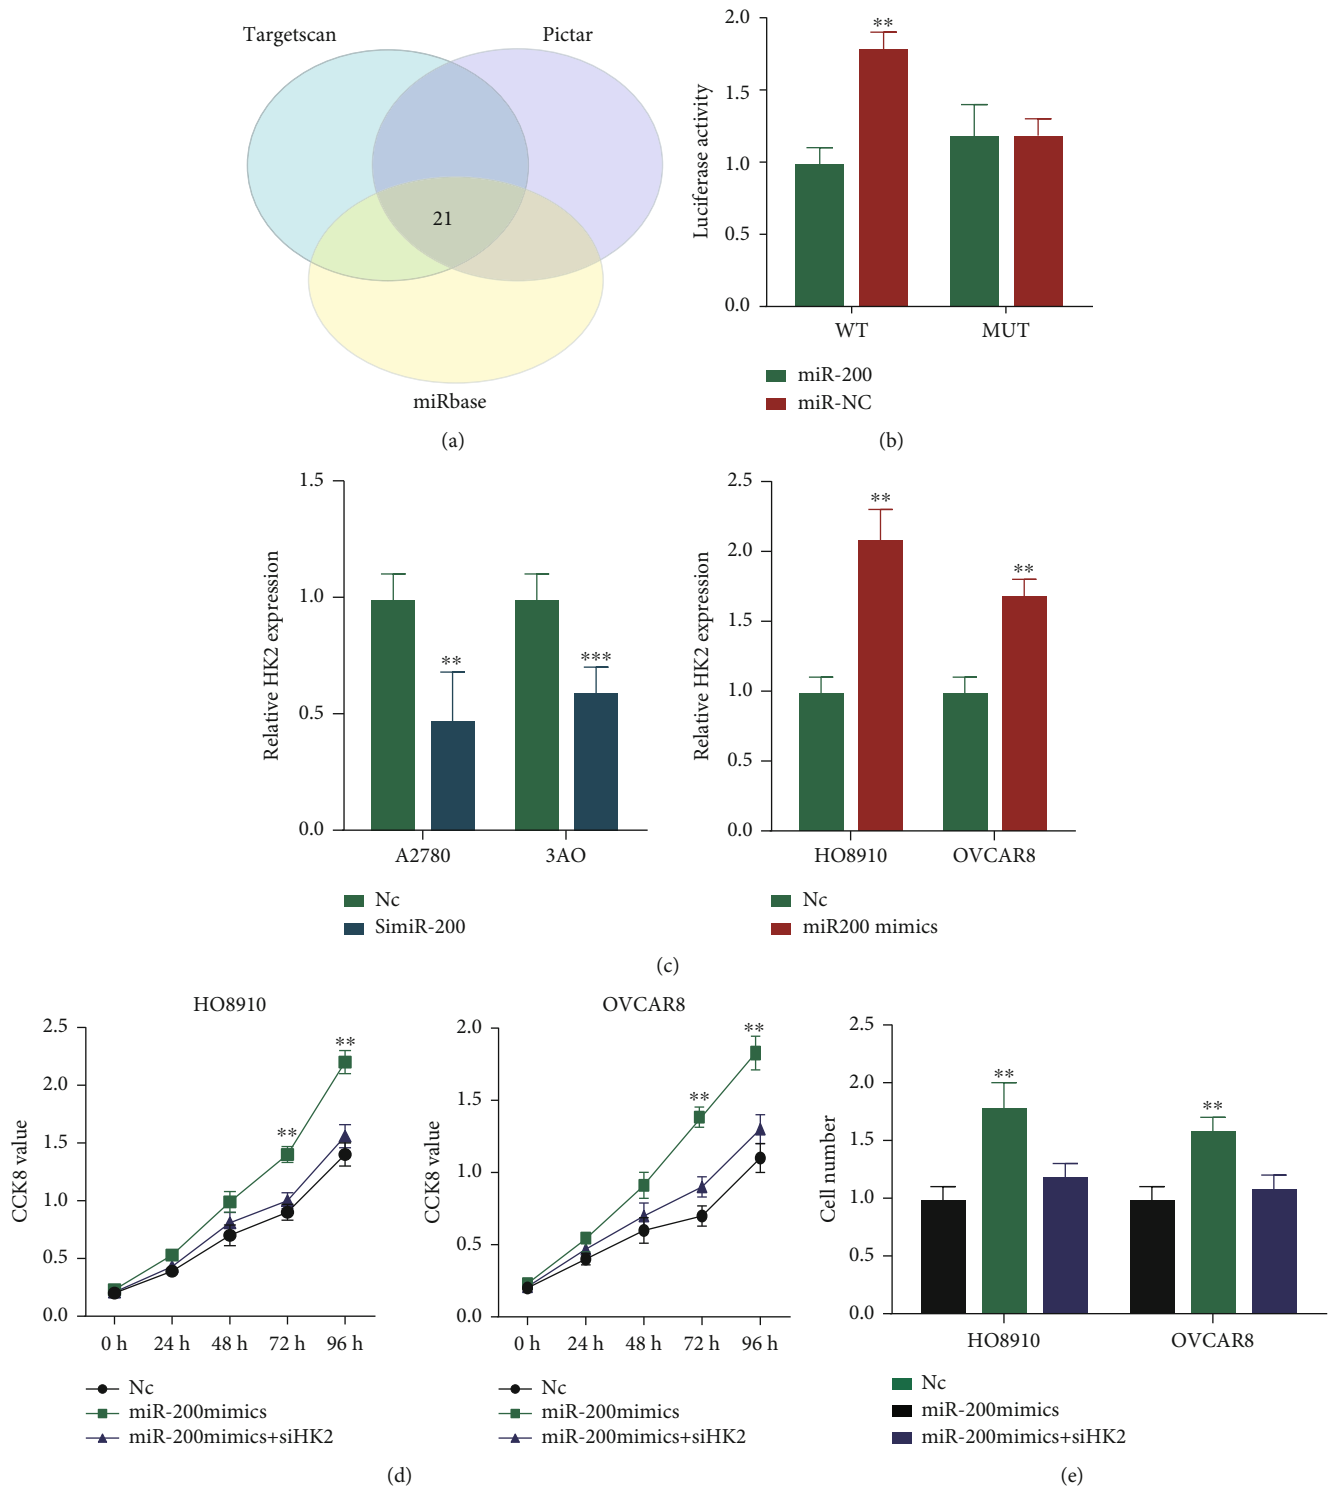 Targetscan
Pictar
21
miRbase
(a)
Luciferase activity
2.0
1.5
1.0
0.5
0.0
**
WT
MUT
miR-200
miR-NC
(b)
Relative HK2 expression
1.5
1.0
0.5
0.0
**
***
A2780
3AO
Nc
SimiR-200
Relative HK2 expression
2.5
2.0
1.5
1.0
0.5
0.0
**
**
HO8910
OVCAR8
Nc
miR200 mimics
(c)
HO8910
CCK8 value
2.5
2.0
1.5
1.0
0.5
0.0
**
**
0 h 24 h 48 h 72 h 96 h
Nc
miR-200mimics
miR-200mimics+siHK2
OVCAR8
CCK8 value
2.0
1.5
1.0
0.5
0.0
**
**
0 h 24 h 48 h 72 h 96 h
Nc
miR-200mimics
miR-200mimics+siHK2
(d)
Cell number
2.5
2.0
1.5
1.0
0.5
0.0
**
**
HO8910
OVCAR8
Nc
miR-200mimics
miR-200mimics+siHK2
(e)